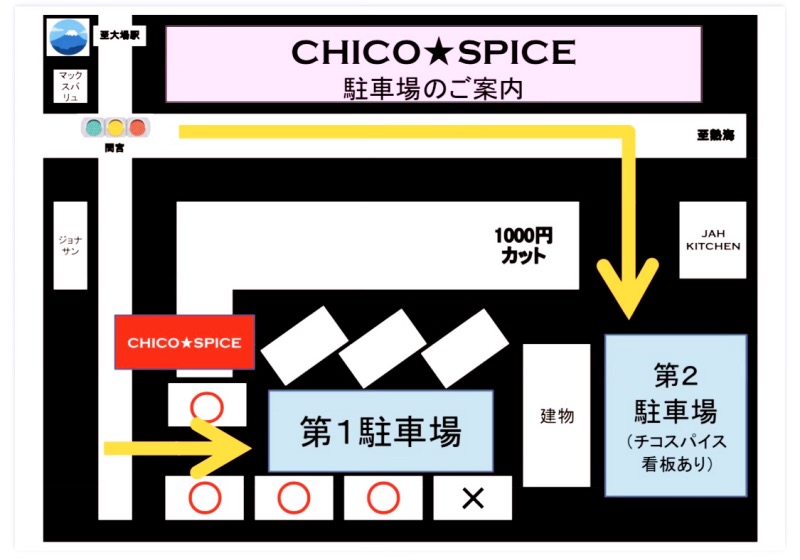 至大場駅
CHICO★SPICE
駐車場のご案内
マック
スバ
リュ
間宮
至熱海
ジョナ
サン
1000円
カット
JAH
KITCHEN
CHICO★SPICE
第1駐車場
建物
第2
駐車場
(チコスパイス
看板あり)